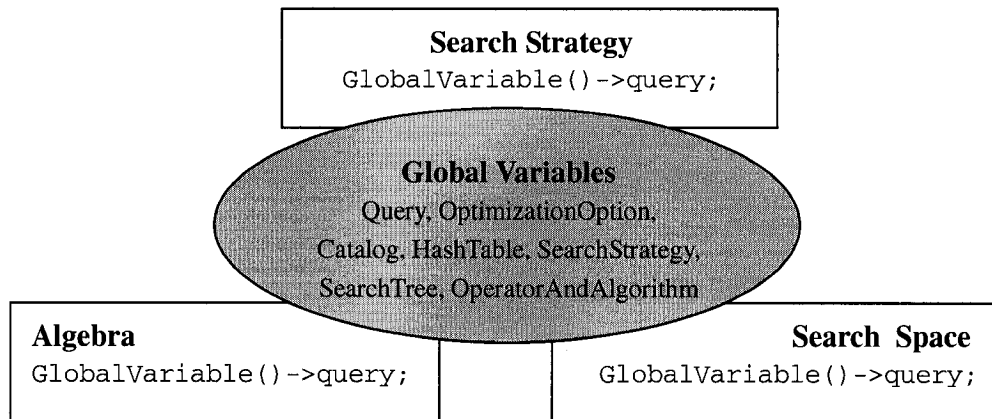 Search Strategy
GlobalVariable()->query;
Global Variables
Query, OptimizationOption,
Catalog, HashTable, SearchStrategy,
SearchTree, OperatorAndAlgorithm
Algebra
GlobalVariable()->query;
Search Space
GlobalVariable()->query;